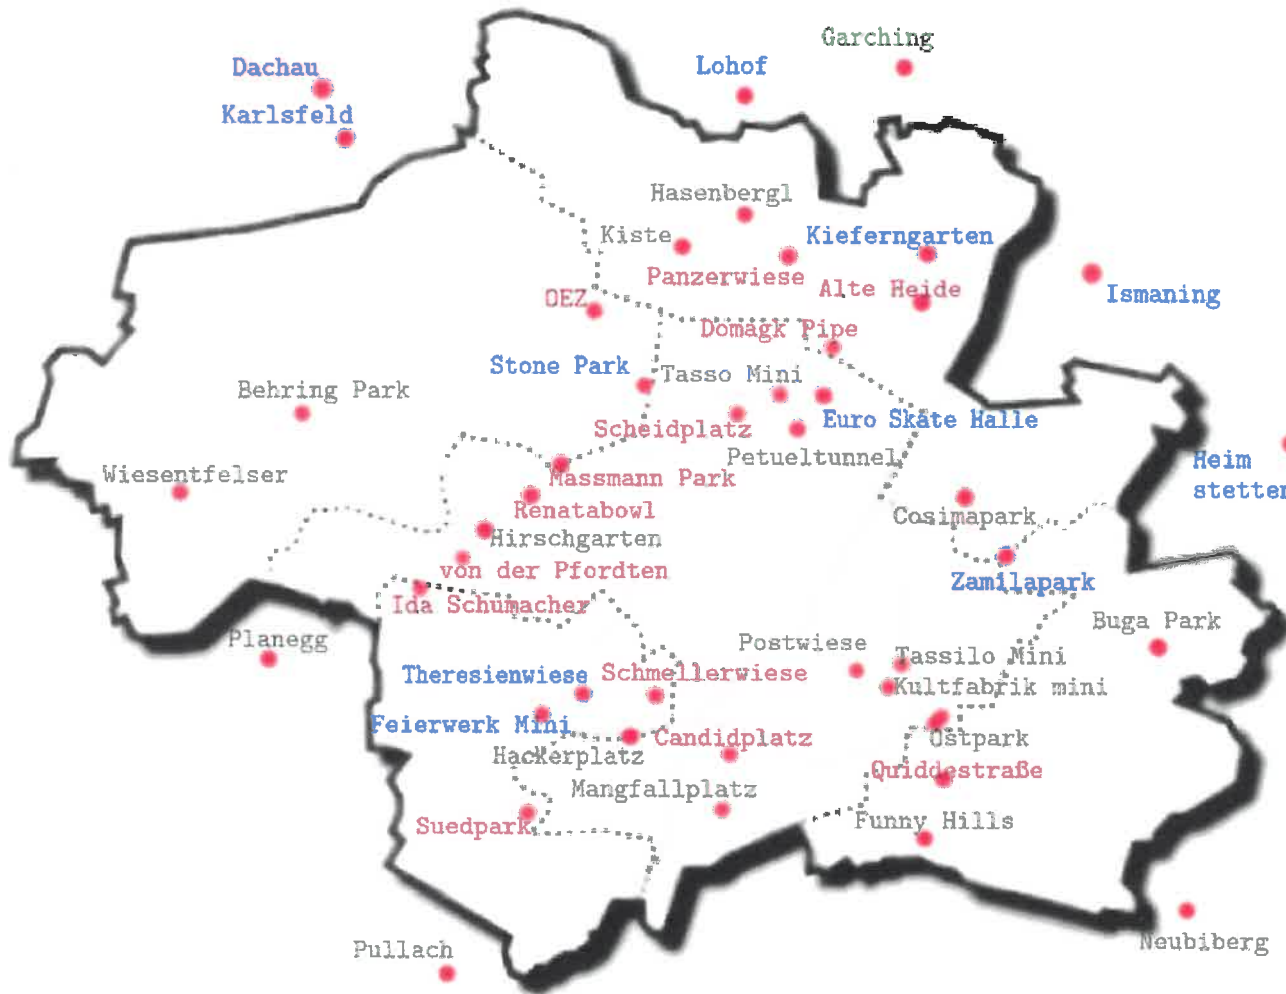 Garching
Dachau
Lohof
Karlsfeld
Hasenbergl
Kiste
Kieferngarten
Panzerwiese
Alte Heide
OEZ
Ismaning
Domagk Pipe
Stone Park
Tasso Mini
Behring Park
Scheidplatz
Euro Skate Halle
Petueltunnel
Heim
stetten
Wiesentfelser
Massmann Park
Renatabowl
Cosimapark
Hirschgarten
von der Pfordten
Zamilapark
Ida Schumacher
Planegg
Buga Park
Postwiese
Tassilo Mini
Theresienwiese
Schmellerwiese
Kultfabrik mini
Feierwerk Mini
Hackerplatz
Candidplatz
Ostpark
Quiddestraße
Mangfallplatz
Suedpark
Funny Hills
Pullach
Neubiberg